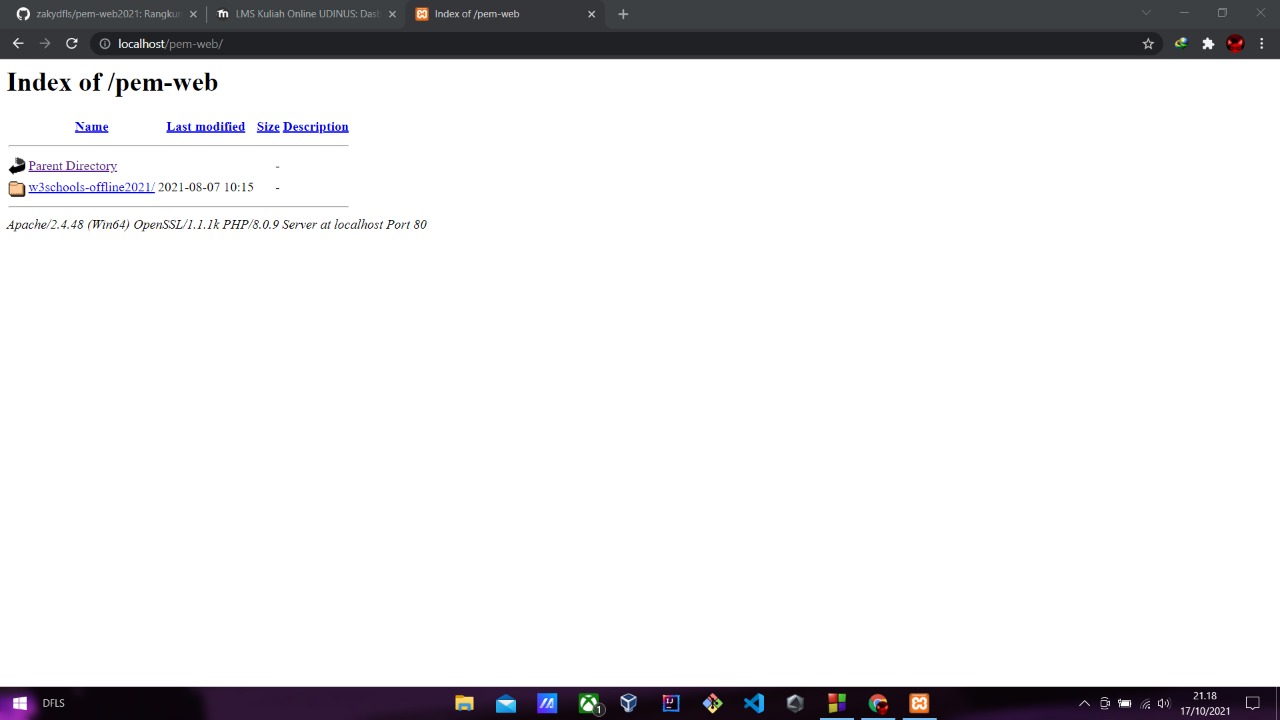 zakydfls/pem-web2021: Rangkun
LMS Kuliah Online UDINUS: Das
Index of /pem-web
localhost/pem-web/
Index of /pem-web
Name Last modified Size Description
Parent Directory -
w3schools-offline2021/ 2021-08-07 10:15 -
Apache/2.4.48 (Win64) OpenSSL/1.1.1k PHP/8.0.9 Server at localhost Port 80
DFLS
1
21.18
17/10/2021